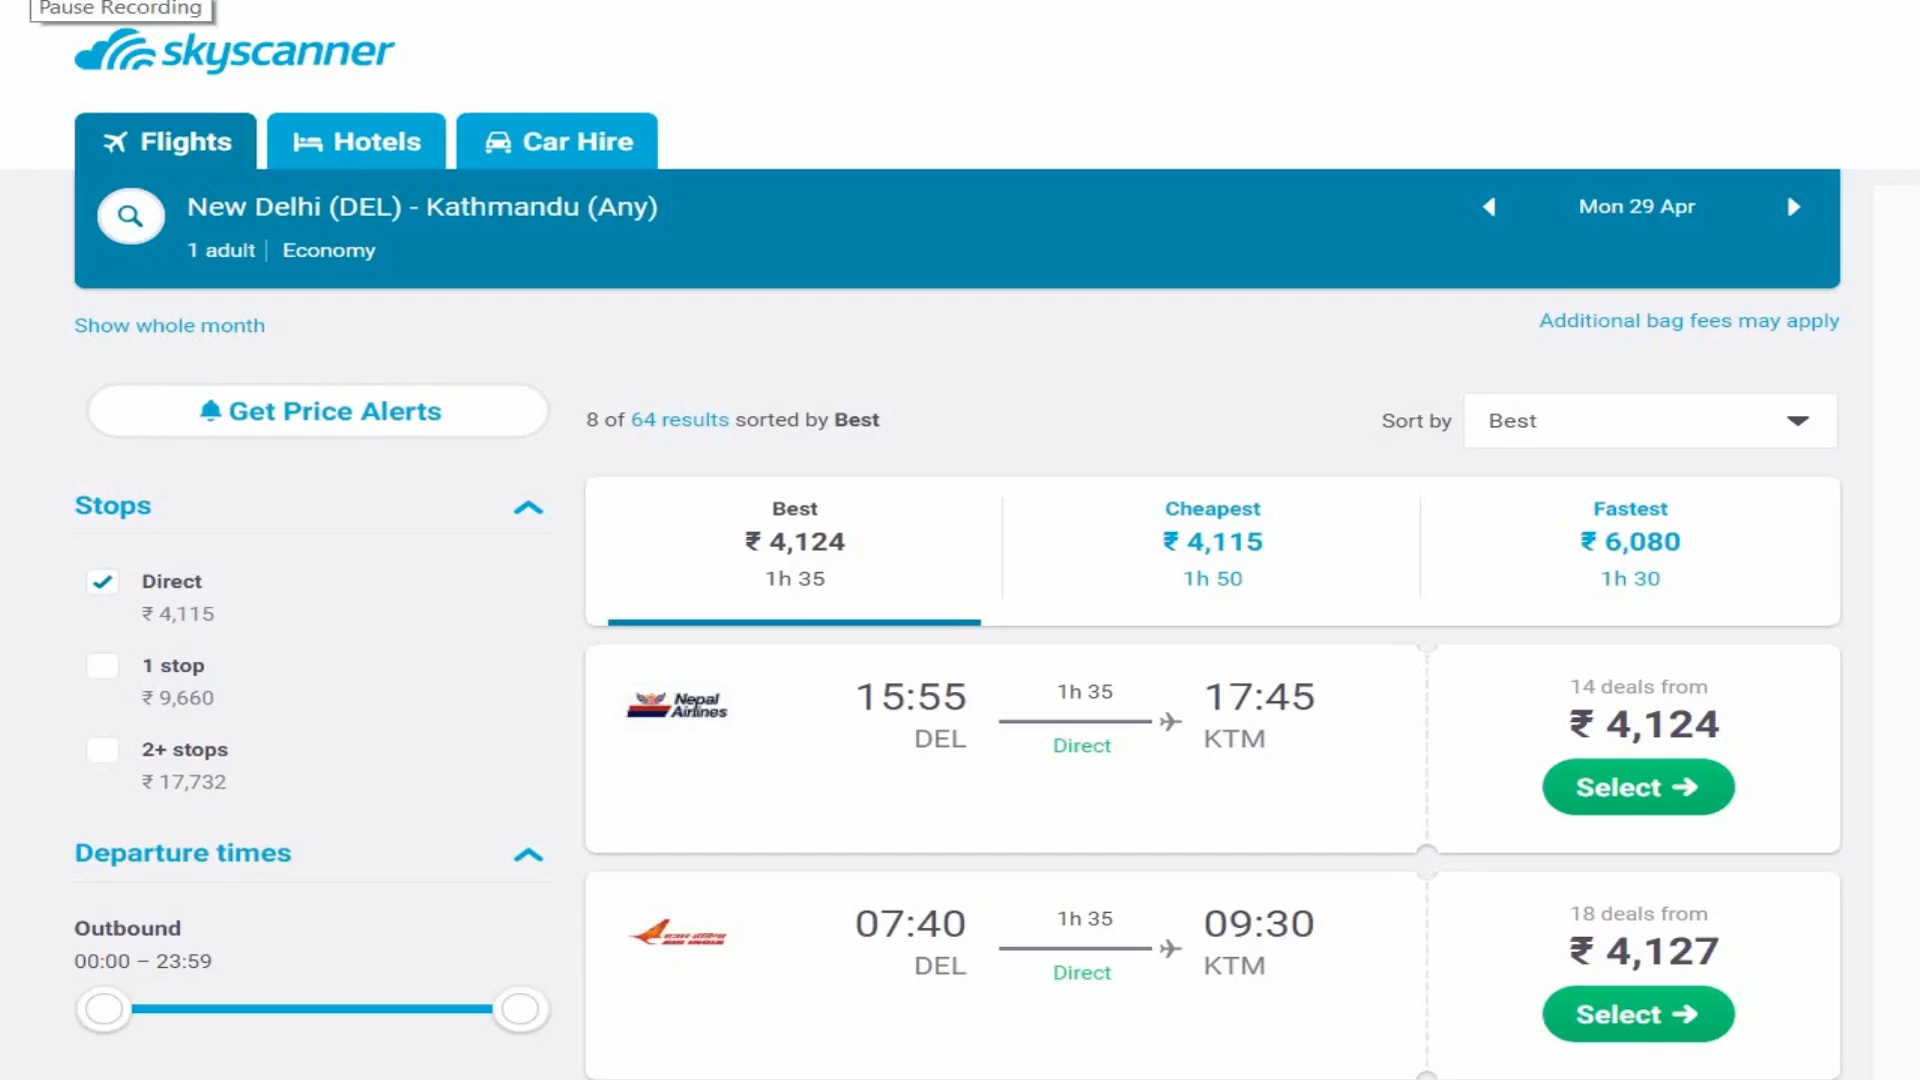 Pause Recording
skyscanner
Flights Hotels Car Hire
New Delhi (DEL) - Kathmandu (Any)
1 adult | Economy
Mon 29 Apr
Show whole month
Additional bag fees may apply
Get Price Alerts
8 of 64 results sorted by Best
Sort by Best
Stops
Direct
₹ 4,115
1 stop
₹ 9,660
2+ stops
₹ 17,732
Departure times
Outbound
00:00 – 23:59
Best
₹ 4,124
1h 35
Cheapest
₹ 4,115
1h 50
Fastest
₹ 6,080
1h 30
Nepal
Airlines
15:55
DEL
1h 35
Direct
17:45
KTM
14 deals from
₹ 4,124
Select
AIR INDIA
07:40
DEL
1h 35
Direct
09:30
KTM
18 deals from
₹ 4,127
Select